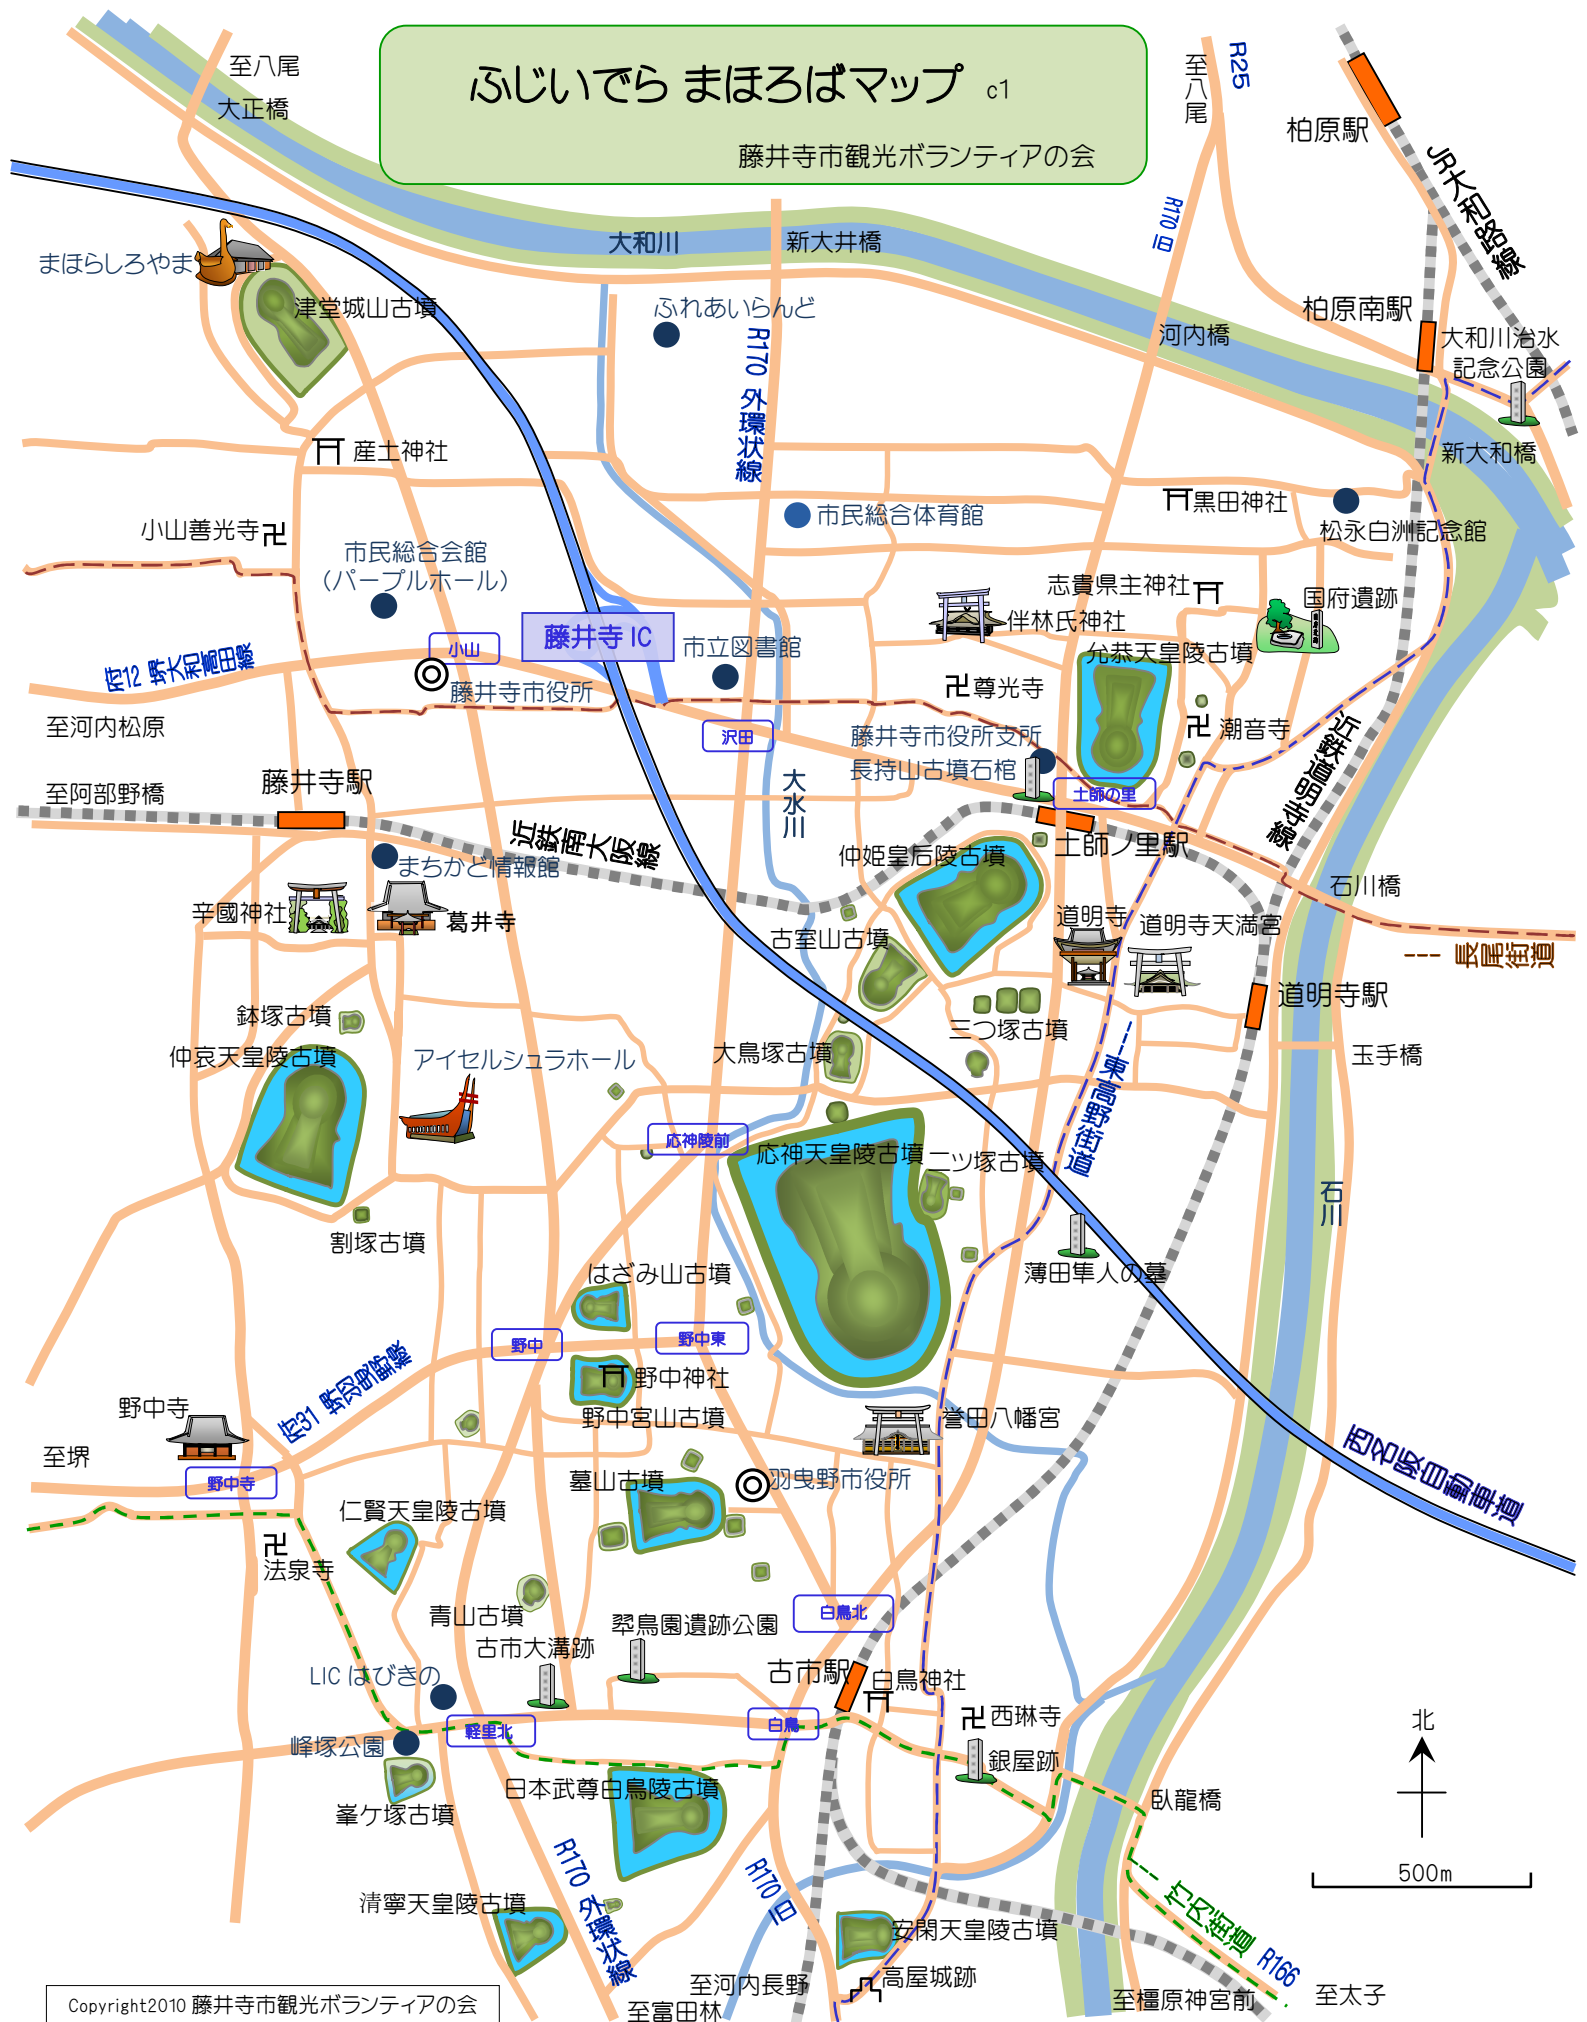 ふじいでら まほろばマップ c1
藤井寺市観光ボランティアの会
至八尾
大正橋
至八尾
R25
柏原駅
JR大和路線
R170 旧
大和川
新大井橋
まほらしろやま
津堂城山古墳
ふれあいらんど
R170 外環状線
河内橋
柏原南駅
大和川治水
記念公園
新大和橋
産土神社
小山善光寺
市民総合会館
(パープルホール)
市民総合体育館
黒田神社
松永白洲記念館
志貴県主神社
国府遺跡
伴林氏神社
允恭天皇陵古墳
藤井寺 IC
小山
市立図書館
府12 堺大和高田線
藤井寺市役所
尊光寺
潮音寺
至河内松原
沢田
藤井寺市役所支所
長持山古墳石棺
土師の里
近鉄道明寺線
藤井寺駅
至阿部野橋
大水川
近鉄南大阪線
土師ノ里駅
仲姫皇后陵古墳
まちかど情報館
石川橋
辛國神社
葛井寺
古室山古墳
道明寺
道明寺天満宮
--- 長尾街道
道明寺駅
鉢塚古墳
三つ塚古墳
仲哀天皇陵古墳
アイセルシュラホール
大鳥塚古墳
玉手橋
---東高野街道
応神陵前
応神天皇陵古墳
二ツ塚古墳
石川
割塚古墳
はざみ山古墳
薄田隼人の墓
野中
野中東
府31 堺羽曳野線
野中神社
野中寺
野中宮山古墳
誉田八幡宮
至堺
野中寺
墓山古墳
羽曳野市役所
西名阪自動車道
仁賢天皇陵古墳
法泉寺
青山古墳
翠鳥園遺跡公園
白鳥北
古市大溝跡
LIC はびきの
古市駅
白鳥神社
軽里北
白鳥
西琳寺
北
峰塚公園
銀屋跡
日本武尊白鳥陵古墳
臥龍橋
峯ケ塚古墳
500m
R170 外環状線
R170 旧
清寧天皇陵古墳
--- 竹内街道 R166
安閑天皇陵古墳
高屋城跡
至河内長野
至富田林
至橿原神宮前
至太子
Copyright2010 藤井寺市観光ボランティアの会